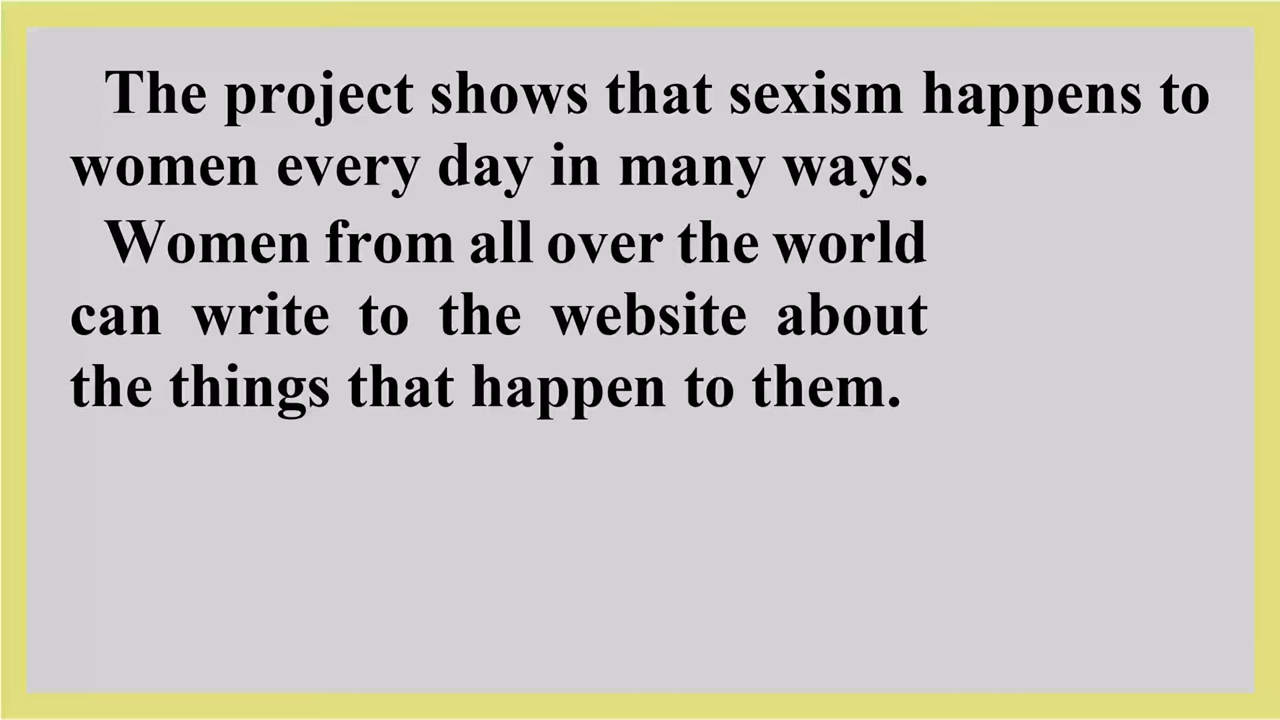 The project shows that sexism happens to
women every day in many ways.
Women from all over the world
can write to the website about
the things that happen to them.